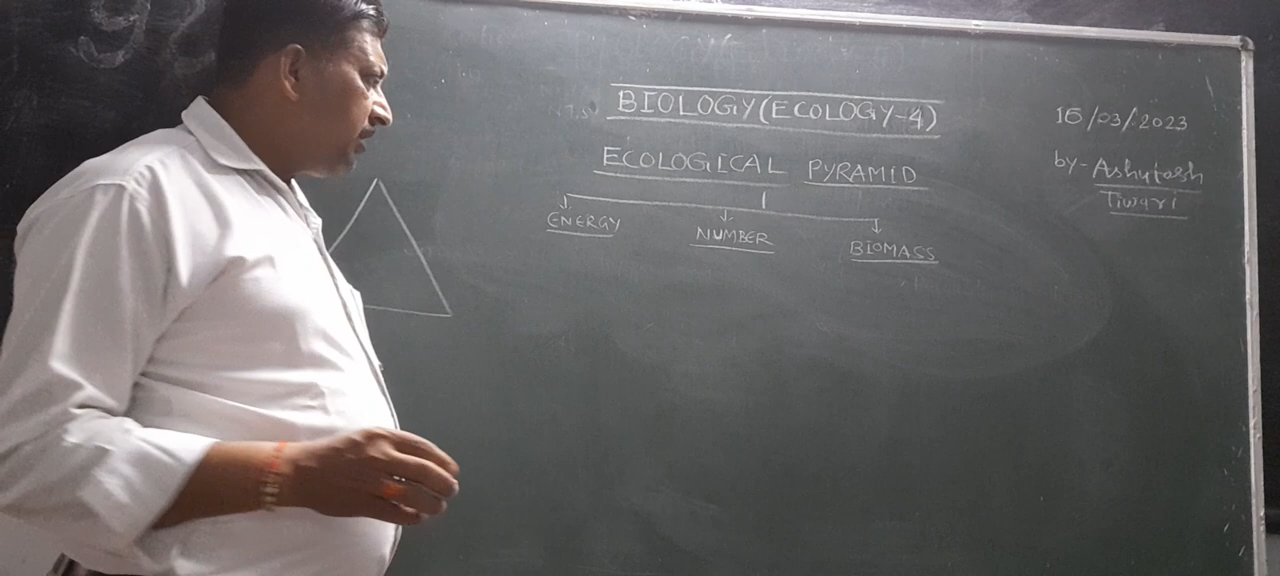 BIOLOGY(ECOLOGY-4)
16/03/2023
ECOLOGICAL PYRAMID
by-Ashutosh
Tiwari
ENERGY
NUMBER
BIOMASS